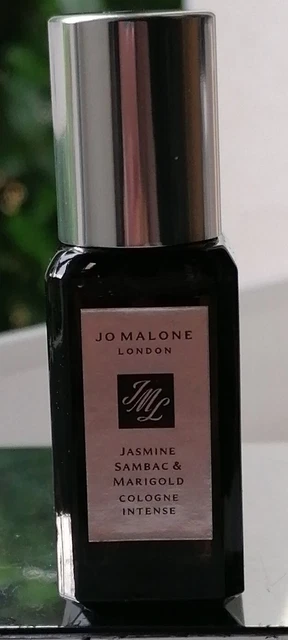 JO MALONE
LONDON
JML
JASMINE
SAMBAC &
MARIGOLD
COLOGNE
INTENSE